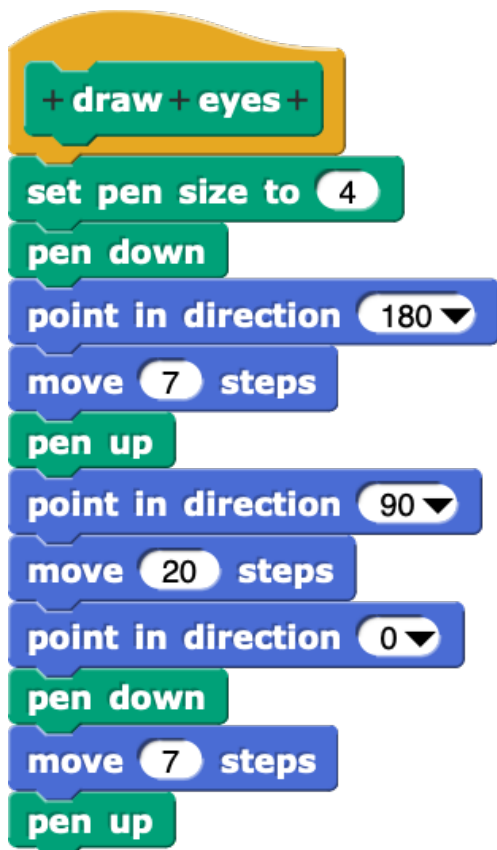 + draw + eyes +
set pen size to 4
pen down
point in direction 180
move 7 steps
pen up
point in direction 90
move 20 steps
point in direction 0
pen down
move 7 steps
pen up